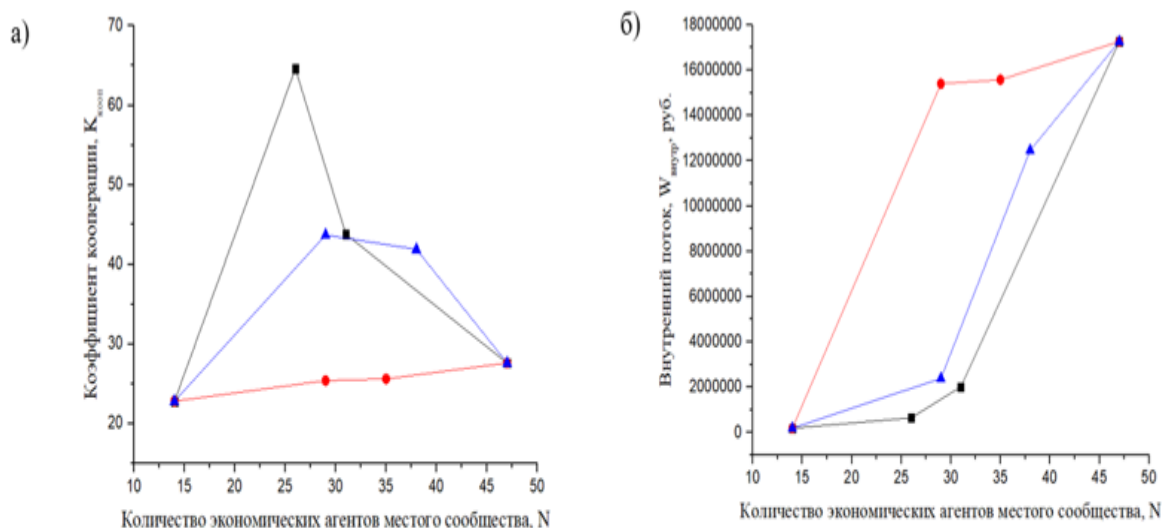 а)
Коэффициент кооперации, Kкооп
70
60
50
40
30
20
10 15 20 25 30 35 40 45 50
Количество экономических агентов местого сообщества, N
б)
Внутренний поток, Wвнутр, руб.
18000000
16000000
14000000
12000000
10000000
8000000
6000000
4000000
2000000
0
10 15 20 25 30 35 40 45 50
Количество экономических агентов местого сообщества, N